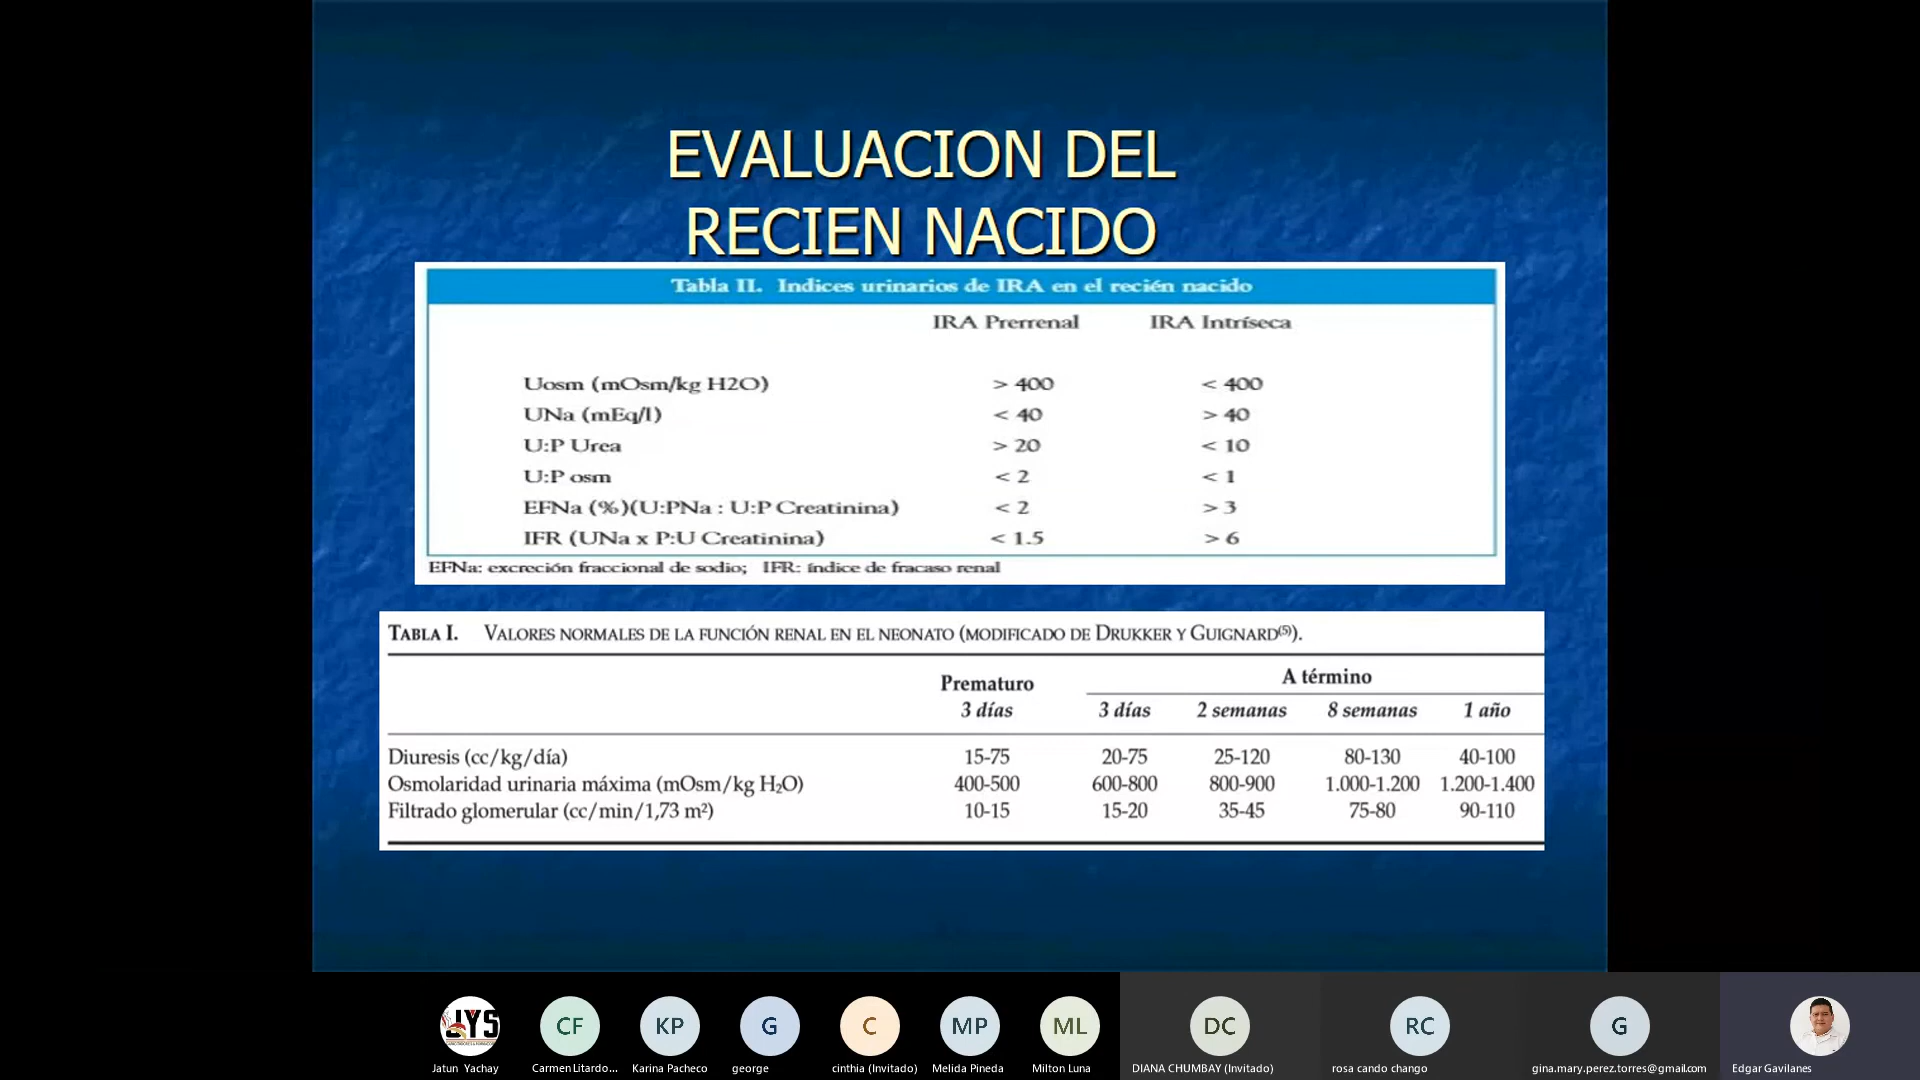 EVALUACION DEL
RECIEN NACIDO
Tabla II. Indices urinarios de IRA en el recién nacido
IRA Prerrenal IRA Intríseca
Uosm (mOsm/kg H2O) > 400 < 400
UNa (mEq/l) < 40 > 40
U:P Urea > 20 < 10
U:P osm < 2 < 1
EFNa (%)(U:PNa : U:P Creatinina) < 2 > 3
IFR (UNa x P:U Creatinina) < 1.5 > 6
EFNa: excreción fraccional de sodio; IFR: índice de fracaso renal
TABLA I. VALORES NORMALES DE LA FUNCIÓN RENAL EN EL NEONATO (MODIFICADO DE DRUKKER Y GUIGNARD(5)).
Prematuro A término
3 días 3 días 2 semanas 8 semanas 1 año
Diuresis (cc/kg/día) 15-75 20-75 25-120 80-130 40-100
Osmolaridad urinaria máxima (mOsm/kg H₂O) 400-500 600-800 800-900 1.000-1.200 1.200-1.400
Filtrado glomerular (cc/min/1,73 m²) 10-15 15-20 35-45 75-80 90-110
JYS CF KP G C MP ML DC RC G
Jatun Yachay Carmen Litardo... Karina Pacheco george cinthia (Invitado) Melida Pineda Milton Luna DIANA CHUMBAY (Invitado) rosa cando chango gina.mary.perez.torres@gmail.com Edgar Gavilanes